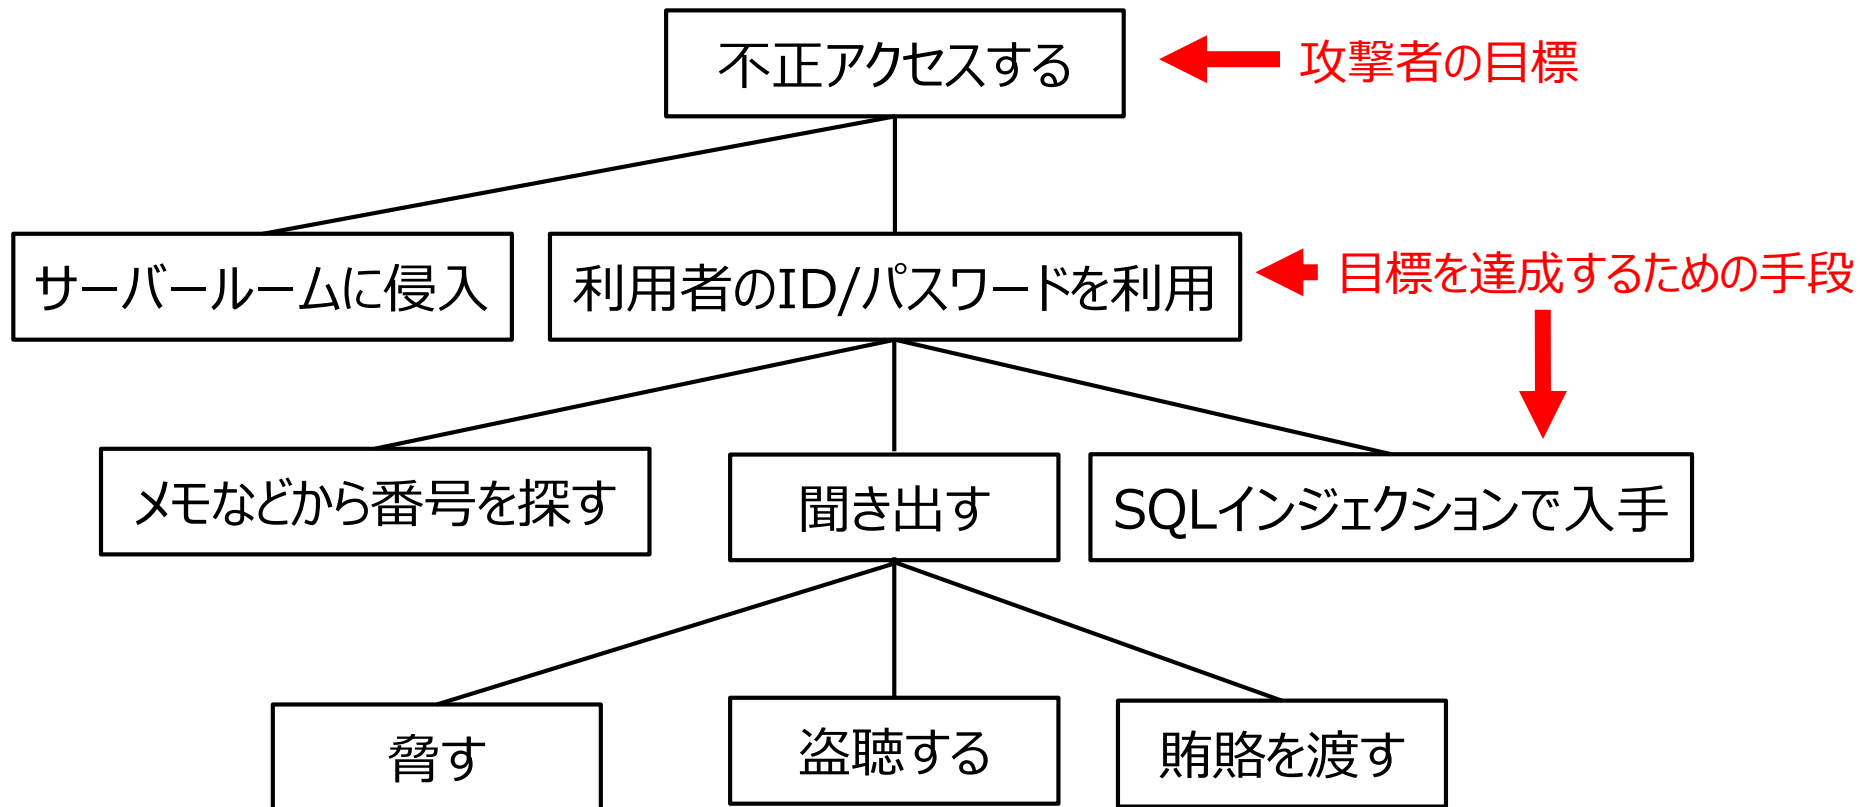 不正アクセスする
攻撃者の目標
サーバールームに侵入
利用者のID/パスワードを利用
目標を達成するための手段
メモなどから番号を探す
聞き出す
SQLインジェクションで入手
脅す
盗聴する
賄賂を渡す